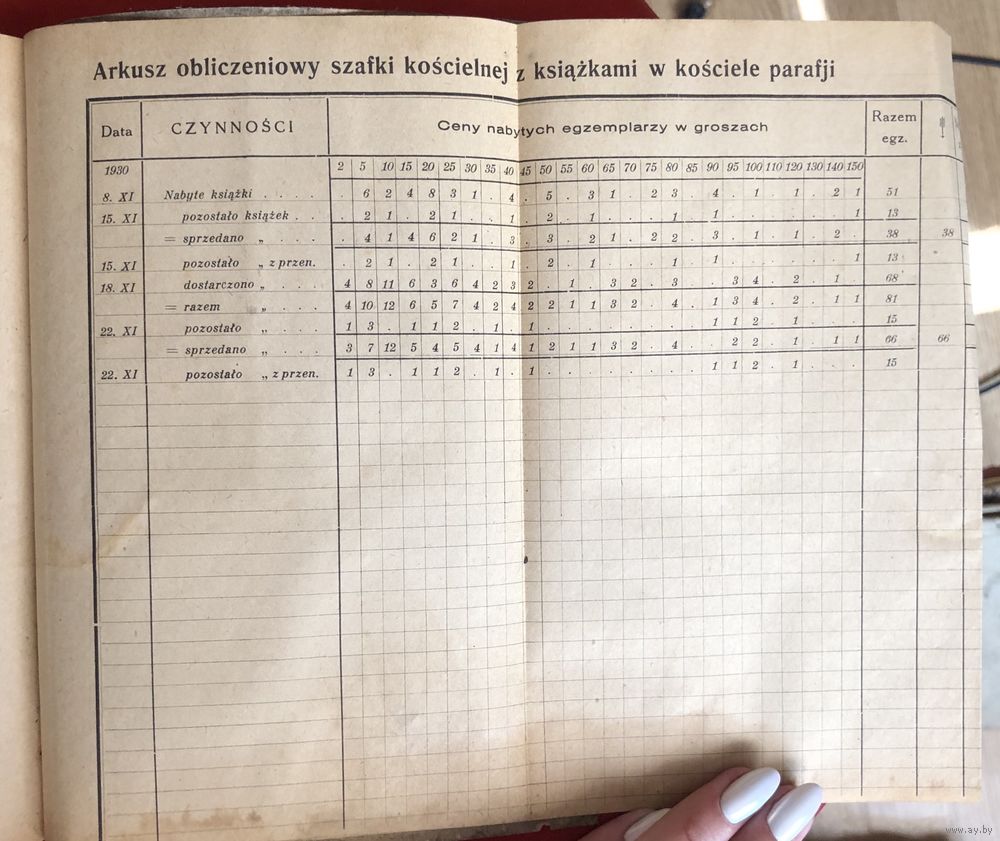 Arkusz obliczeniowy szafki kościelnej z książkami w kościele parafji
Data CZYNNOŚCI Ceny nabytych egzemplarzy w groszach Razem egz.
1930 2 5 10 15 20 25 30 35 40 45 50 55 60 65 70 75 80 85 90 95 100 110 120 130 140 150
8. XI Nabyte książki . . . . . 6 2 4 8 3 1 . 4 . 5 . 3 1 . 2 3 . 4 . 1 . 1 . 2 1 51
15. XI pozostało książek . . . 2 1 . 2 1 . . 1 . 2 . 1 . . . 1 . 1 . . . . . . 1 13
= sprzedano „ . . . . 4 1 4 6 2 1 . 3 . 3 . 2 1 . 2 2 . 3 . 1 . 1 . 2 . 38 38
15. XI pozostało „ z przen. . 2 1 . 2 1 . . 1 . 2 . 1 . . . 1 . 1 . . . . . . 1 13
18. XI dostarczono „ . . . 4 8 11 6 3 6 4 2 3 2 . 1 . 3 2 . 3 . . 3 4 . 2 . 1 . 68
= razem „ . . . 4 10 12 6 5 7 4 2 4 2 2 1 1 3 2 . 4 . 1 3 4 . 2 . 1 1 81
22. XI pozostało „ . . . 1 3 . 1 1 2 . 1 . 1 . . . . . . . . 1 1 2 . 1 . . . 15
= sprzedano „ . . . 3 7 12 5 4 5 4 1 4 1 2 1 1 3 2 . 4 . . 2 2 . 1 . 1 1 66 66
22. XI pozostało „ z przen. 1 3 . 1 1 2 . 1 . 1 . . . . . . . . 1 1 2 . 1 . . . 15
www.ay.by